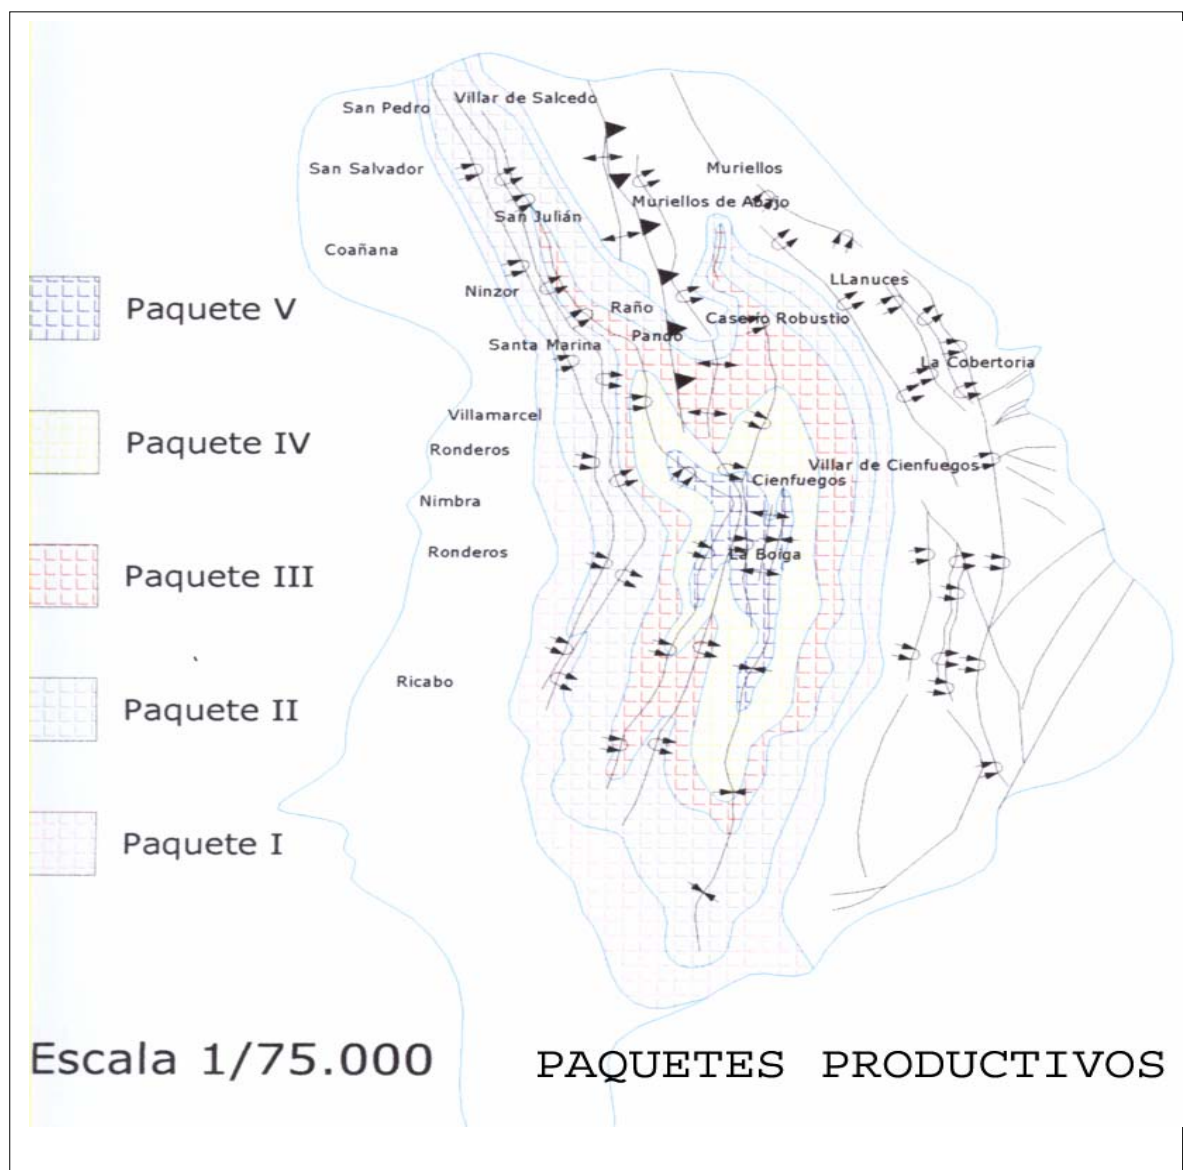 Villar de Salcedo
San Pedro
San Salvador
Muriellos
Muriellos de Abajo
San Julián
Coañana
LLanuces
Ninzor
Raño
Caserío Robustio
Pando
Santa Marina
La Cobertoria
Villamarcel
Ronderos
Villar de Cienfuegos
Cienfuegos
Nimbra
Ronderos
La Boiga
Ricabo
Paquete V
Paquete IV
Paquete III
Paquete II
Paquete I
Escala 1/75.000
PAQUETES PRODUCTIVOS